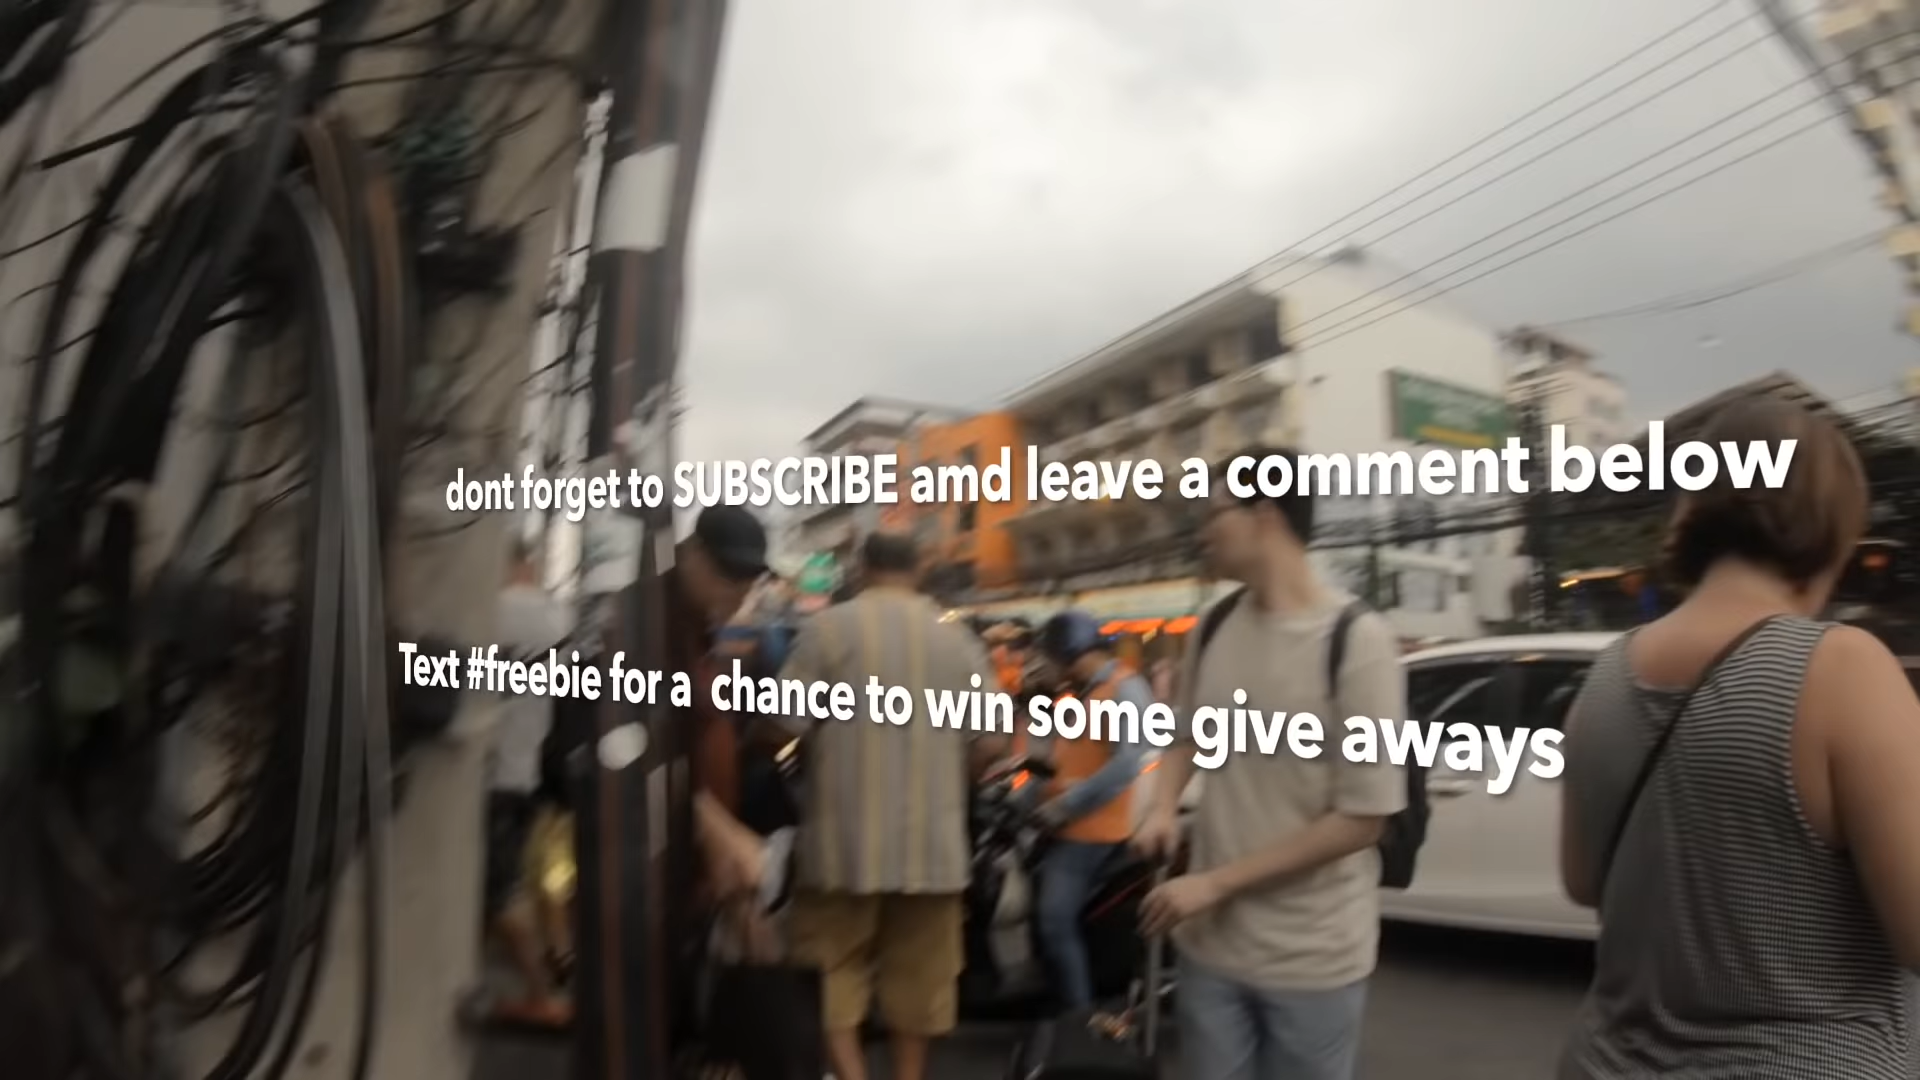 dont forget to SUBSCRIBE amd leave a comment below
Text #freebie for a  chance to win some give aways